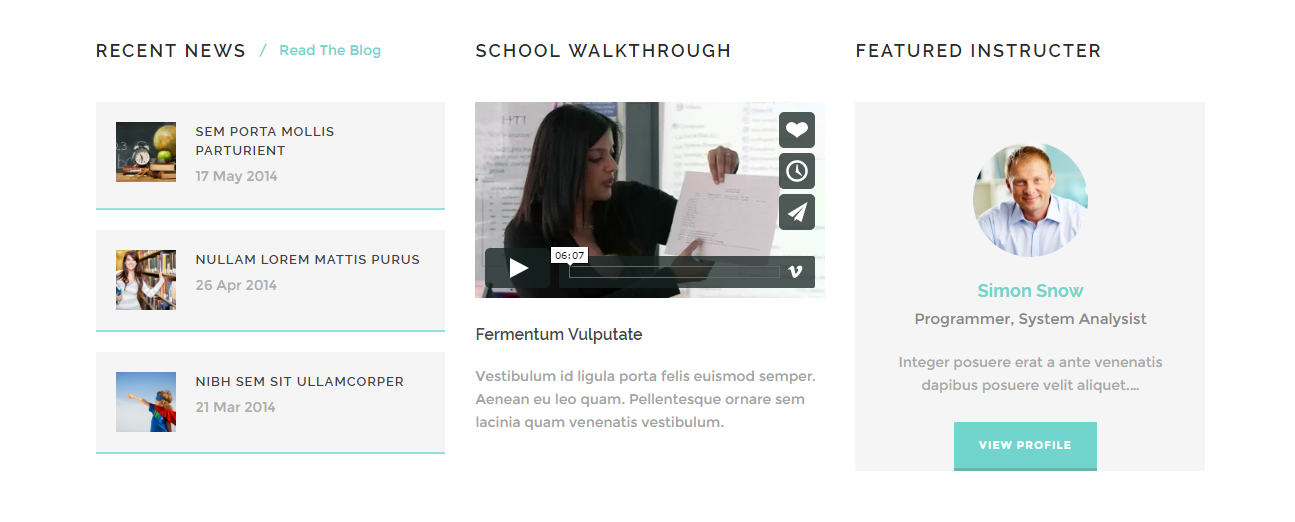 RECENT NEWS / Read The Blog
SEM PORTA MOLLIS
PARTURIENT
17 May 2014
NULLAM LOREM MATTIS PURUS
26 Apr 2014
NIBH SEM SIT ULLAMCORPER
21 Mar 2014
SCHOOL WALKTHROUGH
HTI
06:07
Fermentum Vulputate
Vestibulum id ligula porta felis euismod semper.
Aenean eu leo quam. Pellentesque ornare sem
lacinia quam venenatis vestibulum.
FEATURED INSTRUCTER
Simon Snow
Programmer, System Analysist
Integer posuere erat a ante venenatis
dapibus posuere velit aliquet....
VIEW PROFILE